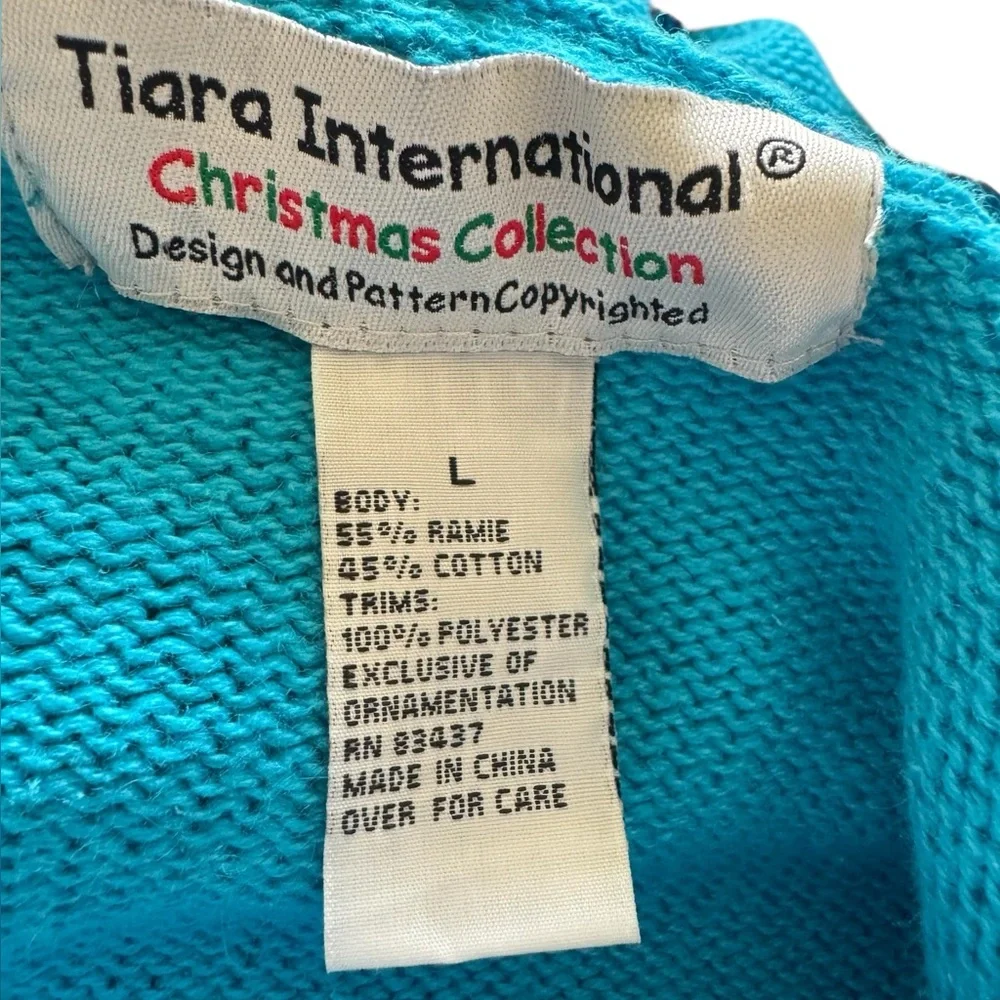 Tiara International®
Christmas Collection
Design and Pattern Copyrighted
L
BODY:
55% RAMIE
45% COTTON
TRIMS:
100% POLYESTER
EXCLUSIVE OF
ORNAMENTATION
RN 83437
MADE IN CHINA
OVER FOR CARE